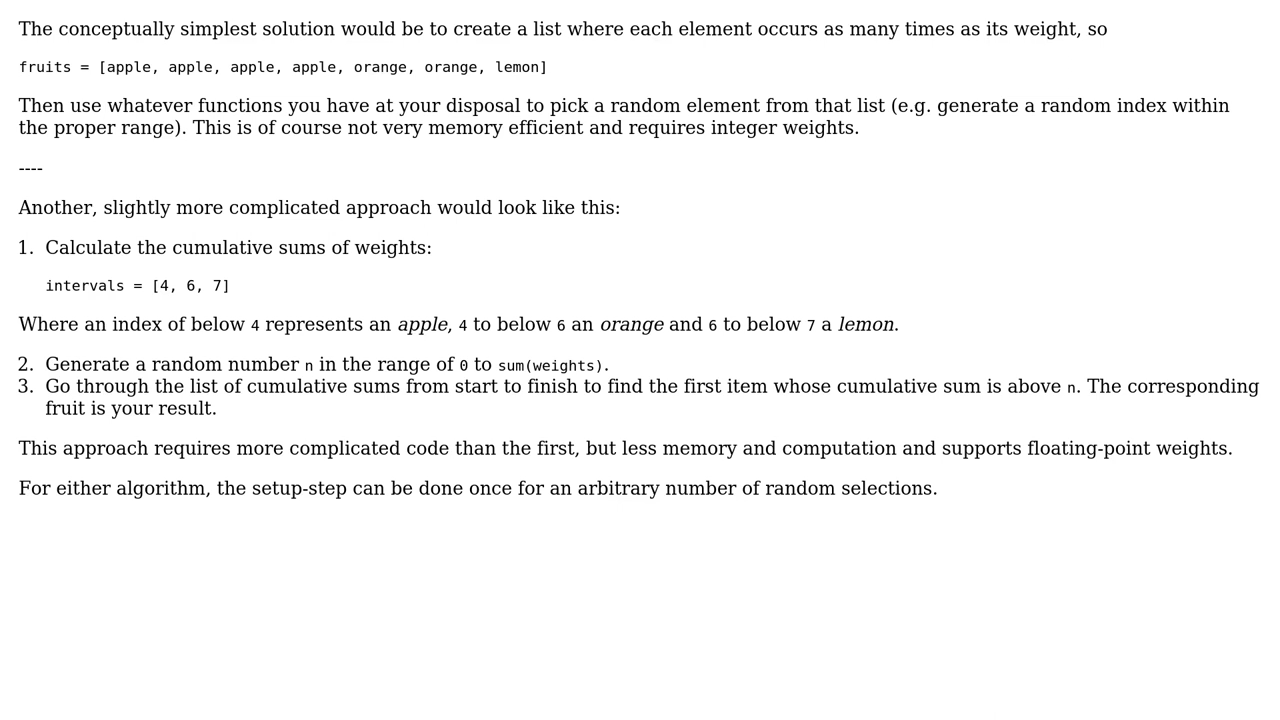 The conceptually simplest solution would be to create a list where each element occurs as many times as its weight, so
fruits = [apple, apple, apple, apple, orange, orange, lemon]
Then use whatever functions you have at your disposal to pick a random element from that list (e.g. generate a random index within
the proper range). This is of course not very memory efficient and requires integer weights.
----
Another, slightly more complicated approach would look like this:
1. Calculate the cumulative sums of weights:
intervals = [4, 6, 7]
Where an index of below 4 represents an apple, 4 to below 6 an orange and 6 to below 7 a lemon.
2. Generate a random number n in the range of 0 to sum(weights).
3. Go through the list of cumulative sums from start to finish to find the first item whose cumulative sum is above n. The corresponding
fruit is your result.
This approach requires more complicated code than the first, but less memory and computation and supports floating-point weights.
For either algorithm, the setup-step can be done once for an arbitrary number of random selections.